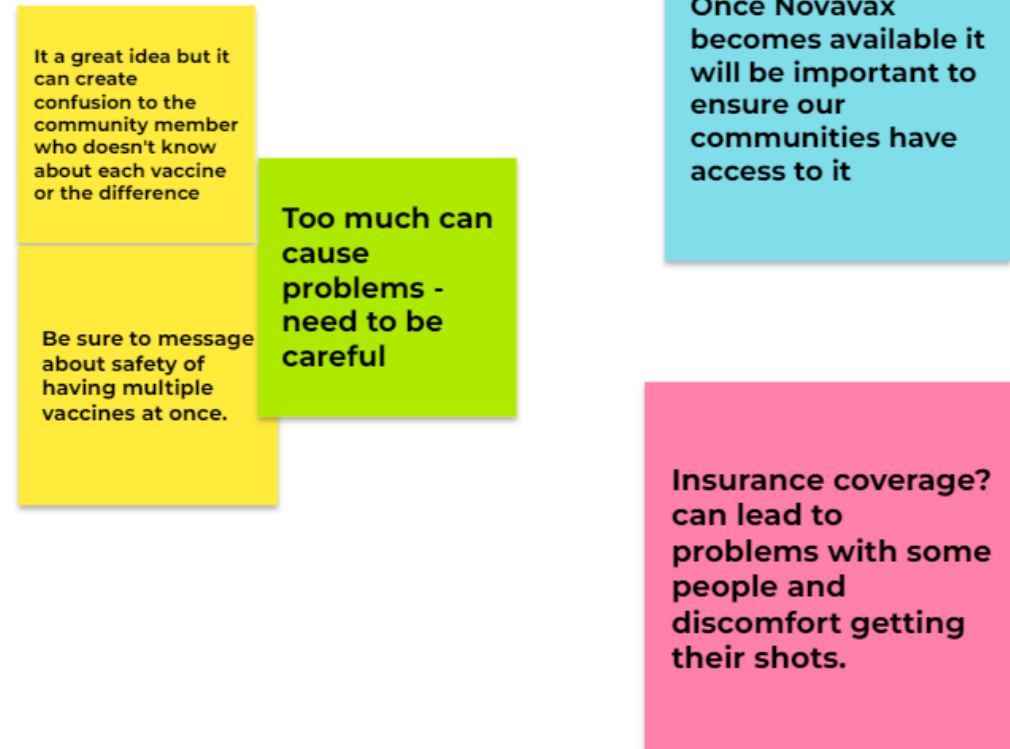 It a great idea but it
can create
confusion to the
community member
who doesn't know
about each vaccine
or the difference
Be sure to message
about safety of
having multiple
vaccines at once.
Too much can
cause
problems -
need to be
careful
Once Novavax
becomes available it
will be important to
ensure our
communities have
access to it
Insurance coverage?
can lead to
problems with some
people and
discomfort getting
their shots.